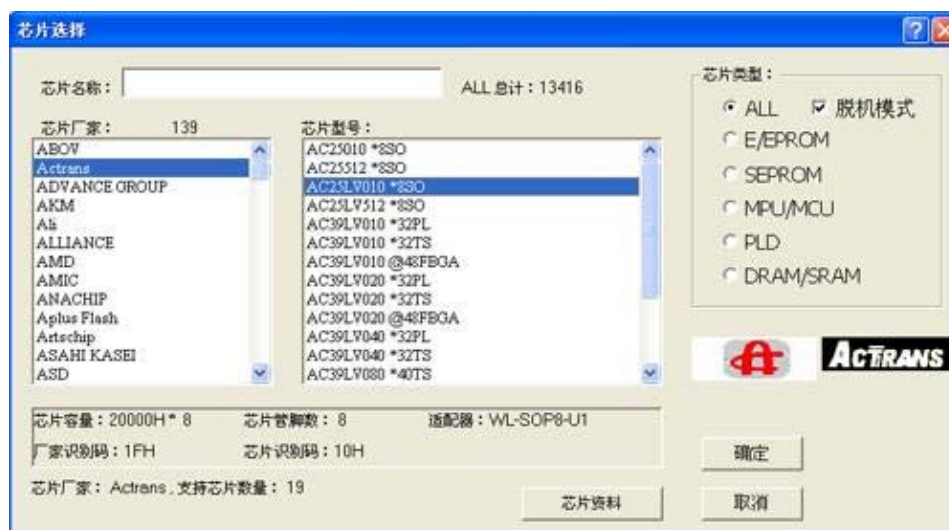 芯片选择
芯片名称：
ALL 总计：13416
芯片厂家： 139
ABOV
Actrans
ADVANCE GROUP
AKM
Ali
ALLIANCE
AMD
AMIC
ANACHIP
Aplus Flash
Artschip
ASAHI KASEI
ASD
芯片型号：
AC25010 *8SO
AC25512 *8SO
AC25LV010 *8SO
AC25LV512 *8SO
AC39LV010 *32PL
AC39LV010 *32TS
AC39LV010 @48FBGA
AC39LV020 *32PL
AC39LV020 *32TS
AC39LV020 @48FBGA
AC39LV040 *32PL
AC39LV040 *32TS
AC39LV080 *40TS
芯片类型：
ALL 脱机模式
E/EPROM
SEPROM
MPU/MCU
PLD
DRAM/SRAM
ACTRANS
芯片容量：20000H * 8 芯片管脚数：8 适配器：WL-SOP8-U1
厂家识别码：1FH 芯片识别码：10H
芯片厂家： Actrans , 支持芯片数量：19
芯片资料
确定
取消